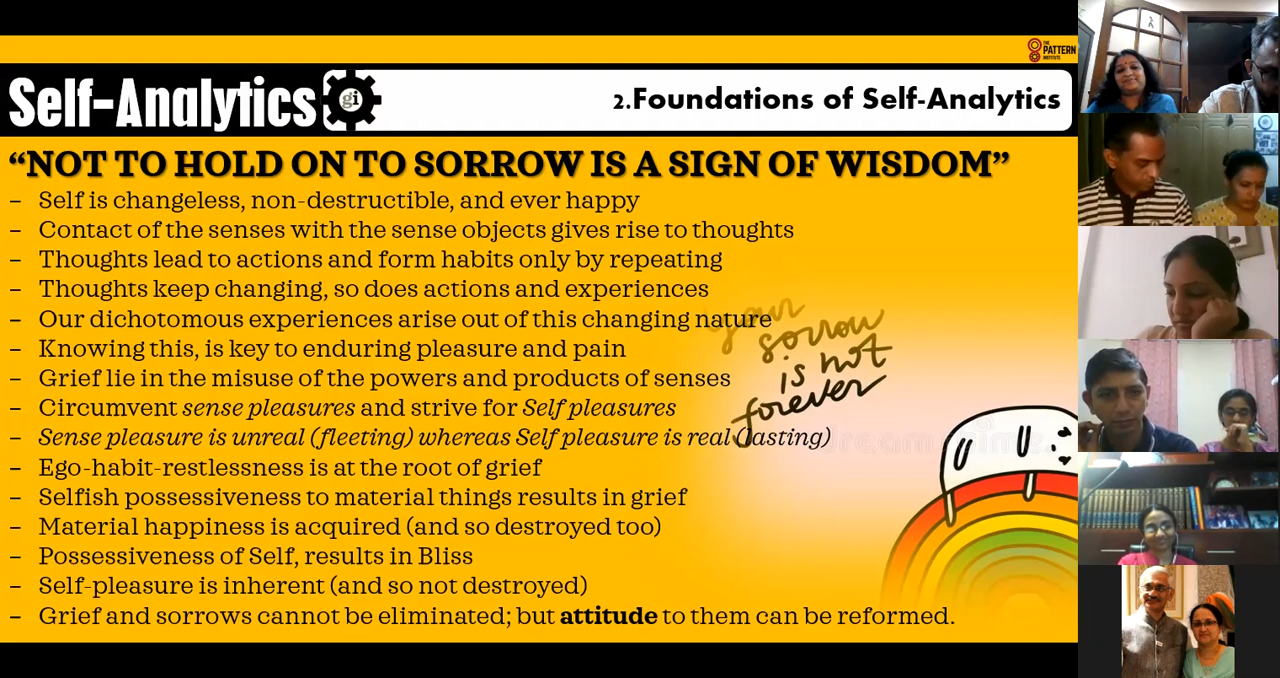 THE
PATTERN
INSTITUTE
Self-Analytics
gi
2.Foundations of Self-Analytics
“NOT TO HOLD ON TO SORROW IS A SIGN OF WISDOM”
– Self is changeless, non-destructible, and ever happy
– Contact of the senses with the sense objects gives rise to thoughts
– Thoughts lead to actions and form habits only by repeating
– Thoughts keep changing, so does actions and experiences
– Our dichotomous experiences arise out of this changing nature
– Knowing this, is key to enduring pleasure and pain
– Grief lie in the misuse of the powers and products of senses
– Circumvent sense pleasures and strive for Self pleasures
– Sense pleasure is unreal (fleeting) whereas Self pleasure is real (lasting)
– Ego-habit-restlessness is at the root of grief
– Selfish possessiveness to material things results in grief
– Material happiness is acquired (and so destroyed too)
– Possessiveness of Self, results in Bliss
– Self-pleasure is inherent (and so not destroyed)
– Grief and sorrows cannot be eliminated; but attitude to them can be reformed.
your
sorrow
is not
forever